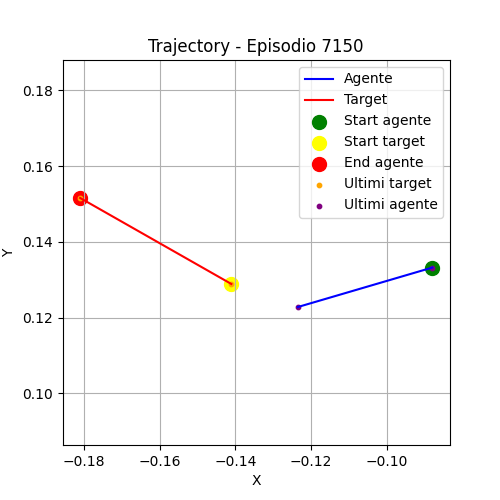 Trajectory - Episodio 7150
Agente
Target
Start agente
Start target
End agente
Ultimi target
Ultimi agente
Y
0.18
0.16
0.14
0.12
0.10
−0.18
−0.16
−0.14
−0.12
−0.10
X